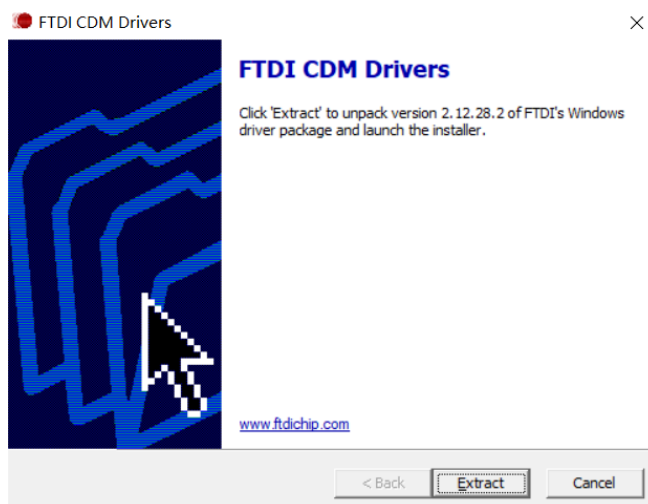 FTDI CDM Drivers
FTDI CDM Drivers
Click 'Extract' to unpack version 2.12.28.2 of FTDI's Windows
driver package and launch the installer.
www.ftdichip.com
< Back
Extract
Cancel